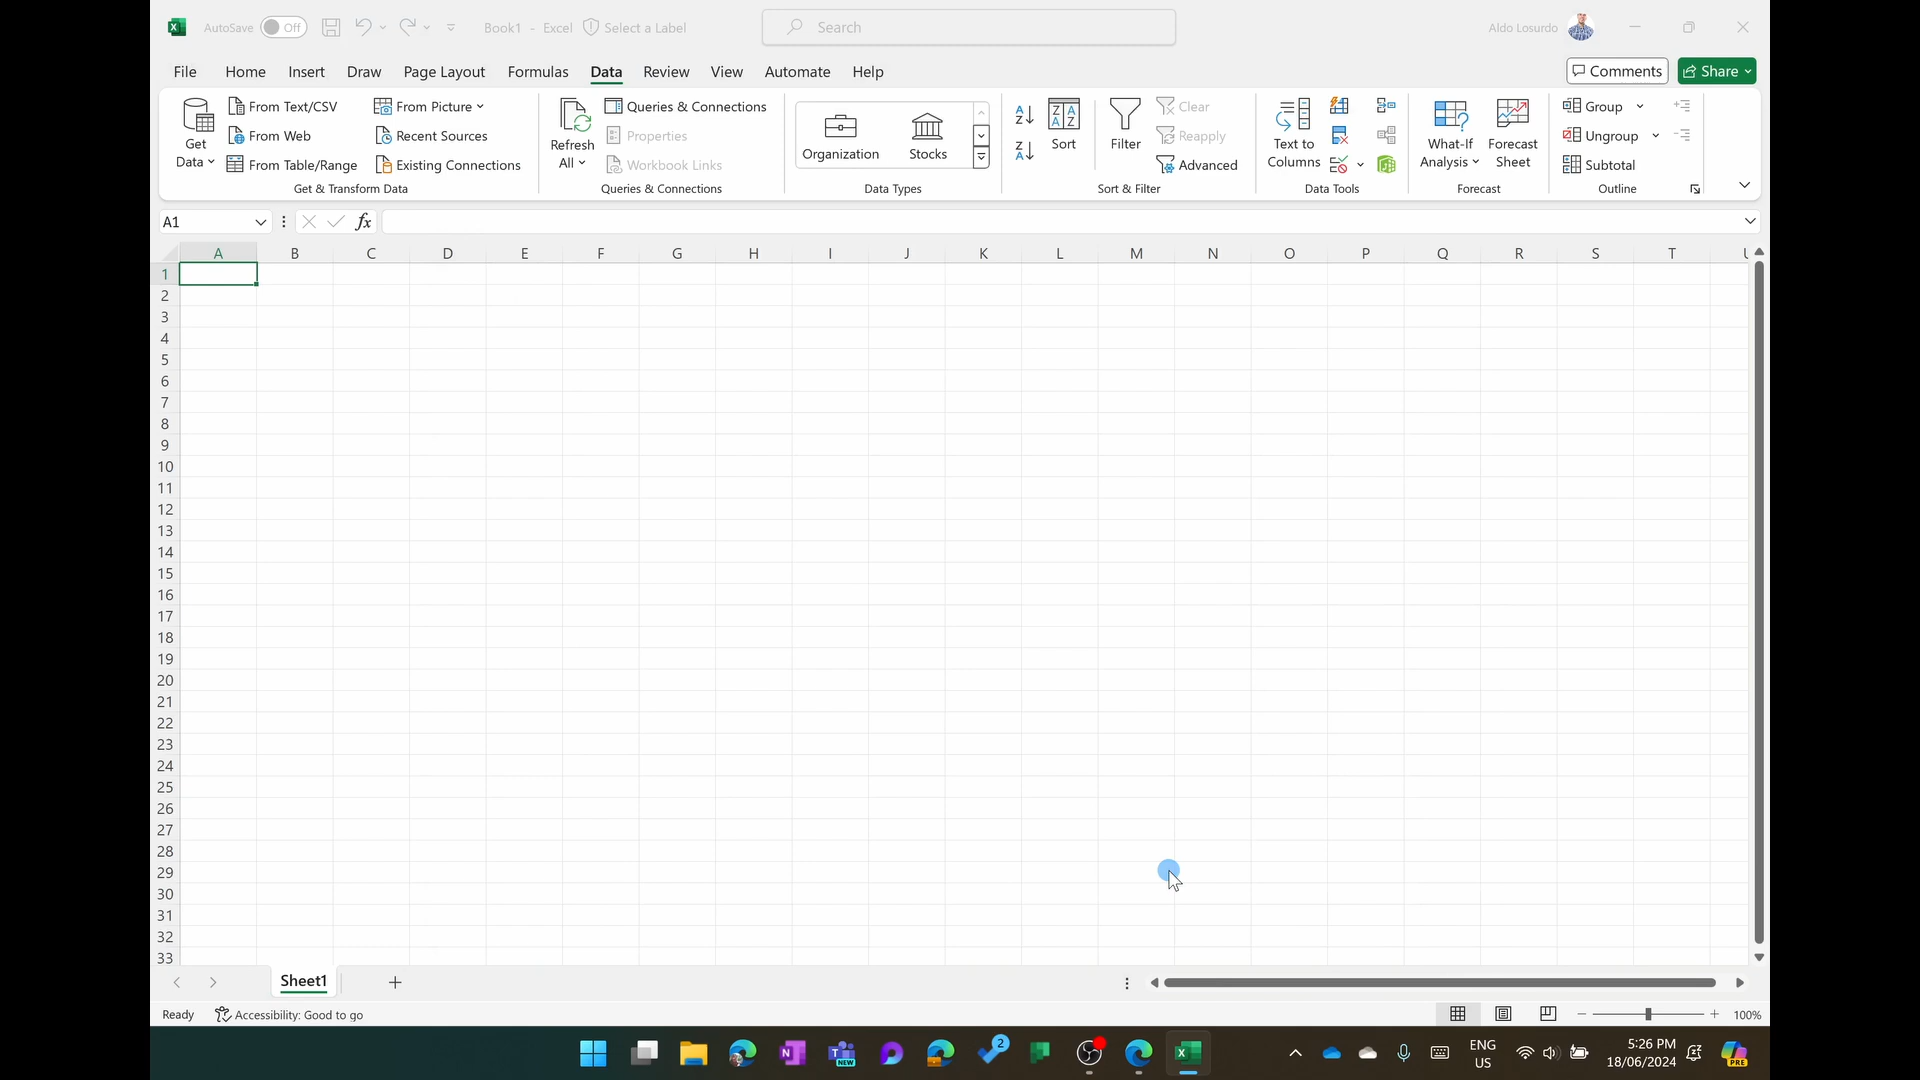 AutoSave Off Book1 - Excel Select a Label Search Aldo Losurdo
File Home Insert Draw Page Layout Formulas Data Review View Automate Help Comments Share
Get Data
From Text/CSV
From Web
From Table/Range
From Picture
Recent Sources
Existing Connections
Get & Transform Data
Refresh All
Queries & Connections
Properties
Workbook Links
Queries & Connections
Organization Stocks
Data Types
Sort
Filter
Clear
Reapply
Advanced
Sort & Filter
Text to
Columns
Data Tools
What-If
Analysis
Forecast
Sheet
Forecast
Group
Ungroup
Subtotal
Outline
A1 fx
A B C D E F G H I J K L M N O P Q R S T
1
2
3
4
5
6
7
8
9
10
11
12
13
14
15
16
17
18
19
20
21
22
23
24
25
26
27
28
29
30
31
32
33
Sheet1
Ready Accessibility: Good to go 100%
NEW 2 ENG
US
5:26 PM
18/06/2024
PRE